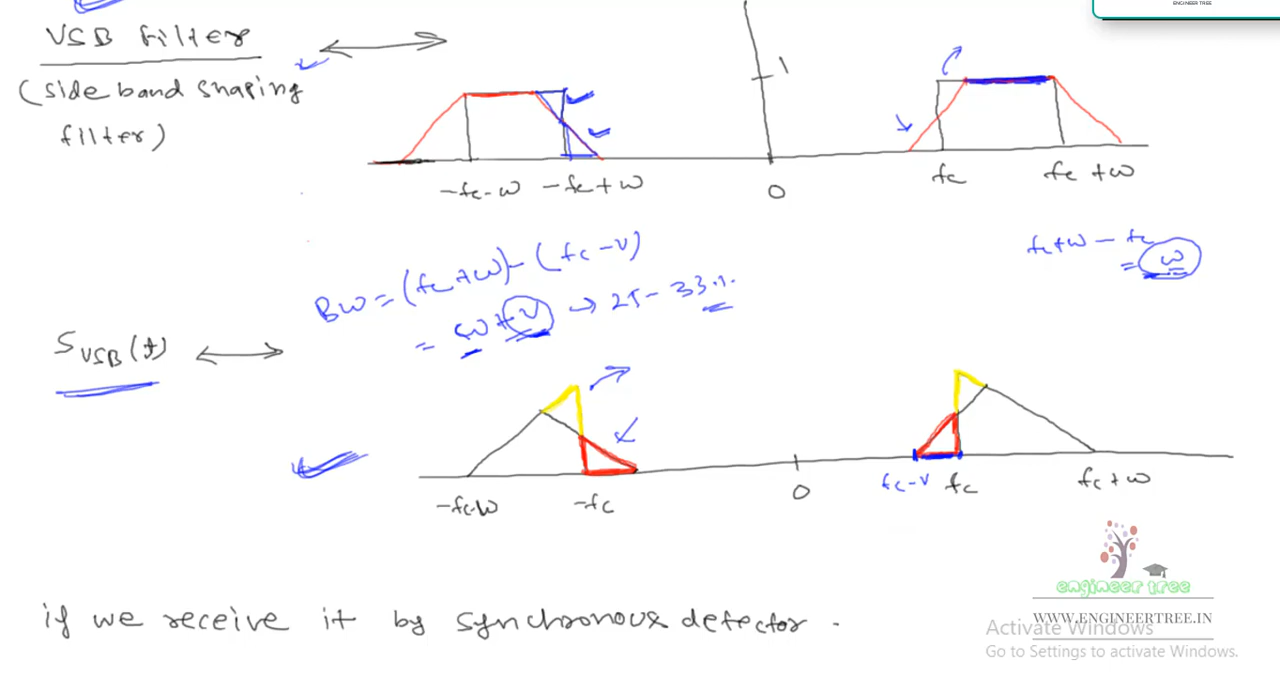 ENGINEER TREE
VSB filter
(side band shaping
filter)
1
-fc-w
-fc+w
0
fc
fc+w
fc+w - fc
= w
BW = (fc+w) - (fc-v)
= w+v → 25 - 33%
SVSB(t)
-fc-w
-fc
0
fc-v
fc
fc+w
engineer tree
WWW.ENGINEERTREE.IN
if we receive it by synchronous detector.
Activate Windows
Go to Settings to activate Windows.